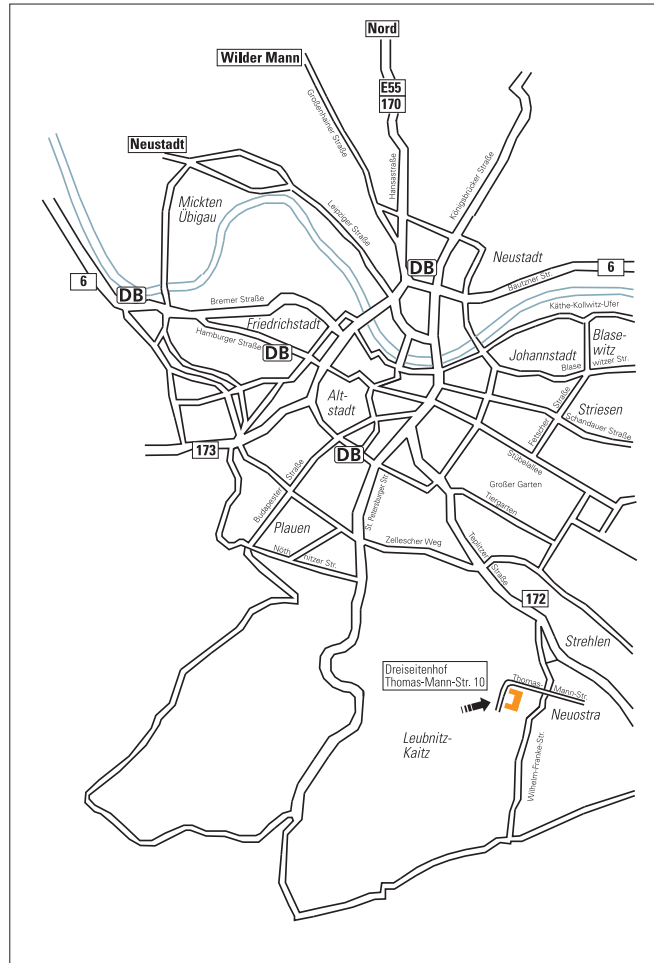 Nord
Wilder Mann
E55
170
Großenhainer Straße
Hansastraße
Königsbrücker Straße
Neustadt
Mickten
Übigau
Leipziger Straße
Neustadt
DB
Bautzner Str.
6
6
DB
Bremer Straße
Käthe-Kollwitz-Ufer
Friedrichstadt
Hamburger Straße
DB
Johannstadt
Blase
witzer Str.
Blase-
witz
Alt-
stadt
Striesen
Fetscher
Straße
Schandauer Straße
173
DB
Stübelallee
Großer Garten
Tiergarten
Budapester
Straße
St. Petersburger Str.
Plauen
Nöth
nitzer Str.
Zellescher Weg
Teplitzer
Straße
172
Strehlen
Dreiseitenhof
Thomas-Mann-Str. 10
Thomas-
Mann-Str.
Neuostra
Leubnitz-
Kaitz
Wilhelm-Franke-Str.